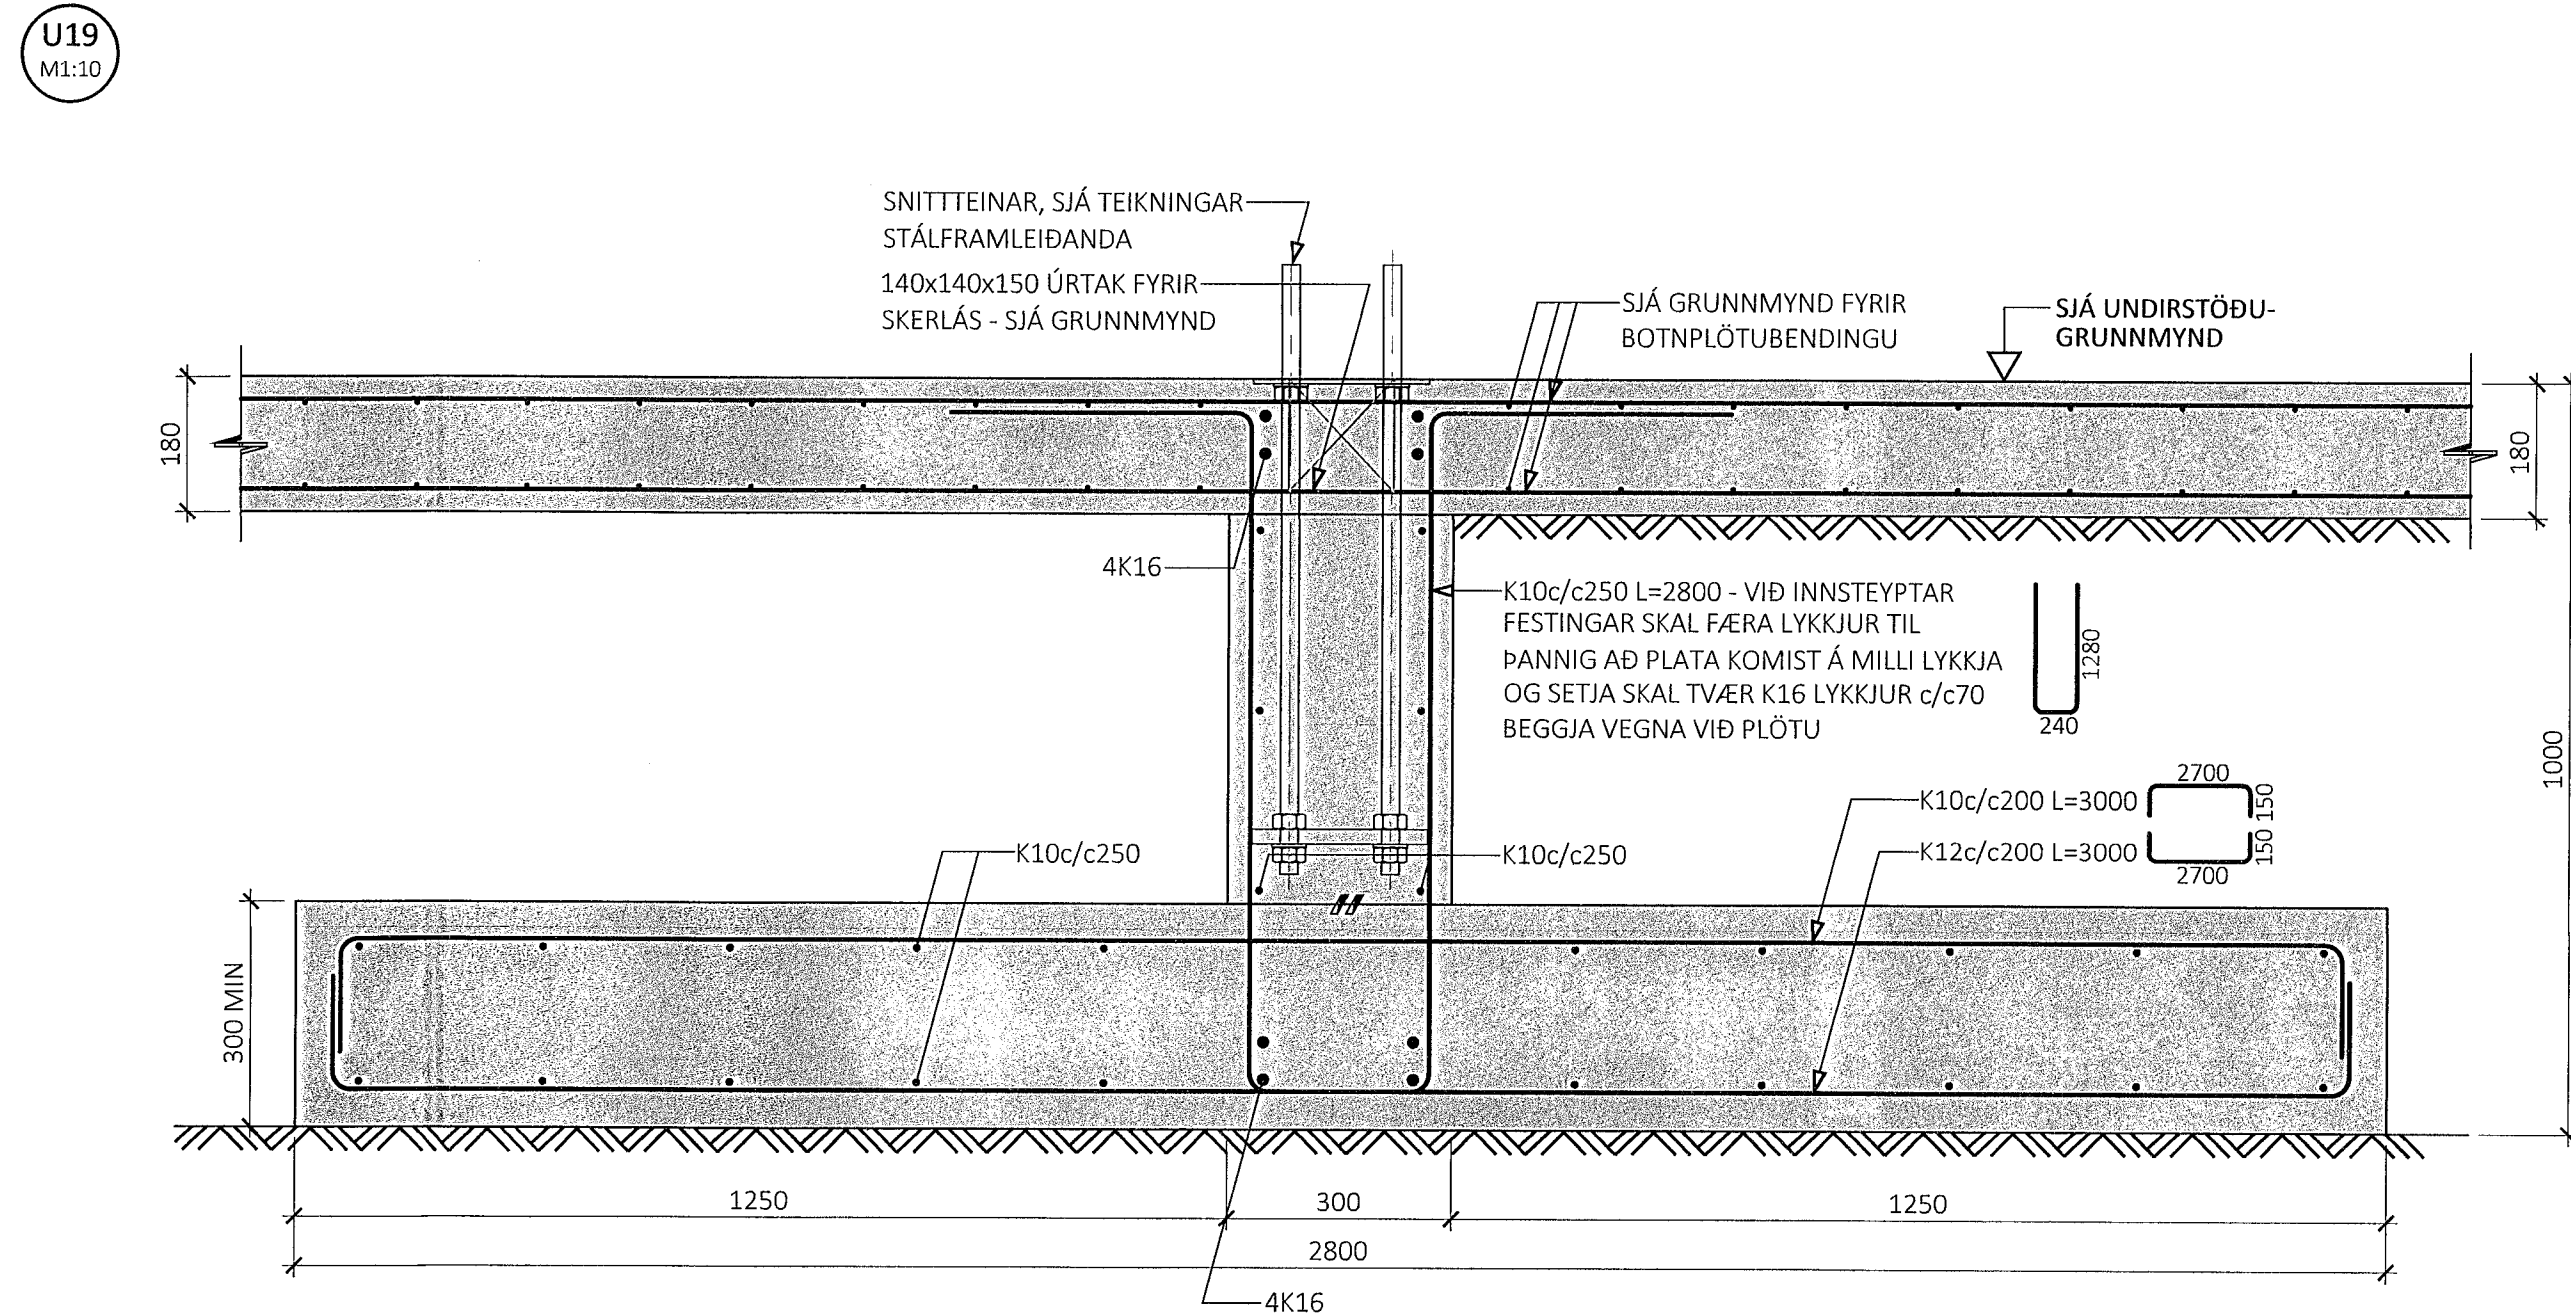 U19
M1:10
SNITTTEINAR, SJÁ TEIKNINGAR
STÁLFRAMLEIÐANDA
140x140x150 ÚRTAK FYRIR
SKERLÁS - SJÁ GRUNNMYND
SJÁ GRUNNMYND FYRIR
BOTNPLÖTUBENDINGU
SJÁ UNDIRSTÖÐU-
GRUNNMYND
180
180
4K16
K10c/c250 L=2800 - VIÐ INNSTEYPTAR
FESTINGAR SKAL FÆRA LYKKJUR TIL
ÞANNIG AÐ PLATA KOMIST Á MILLI LYKKJA
OG SETJA SKAL TVÆR K16 LYKKJUR c/c70
BEGGJA VEGNA VIÐ PLÖTU
1280
240
1000
2700
K10c/c200 L=3000
150
K12c/c200 L=3000
150
2700
K10c/c250
K10c/c250
300 MIN
1250
300
1250
2800
4K16